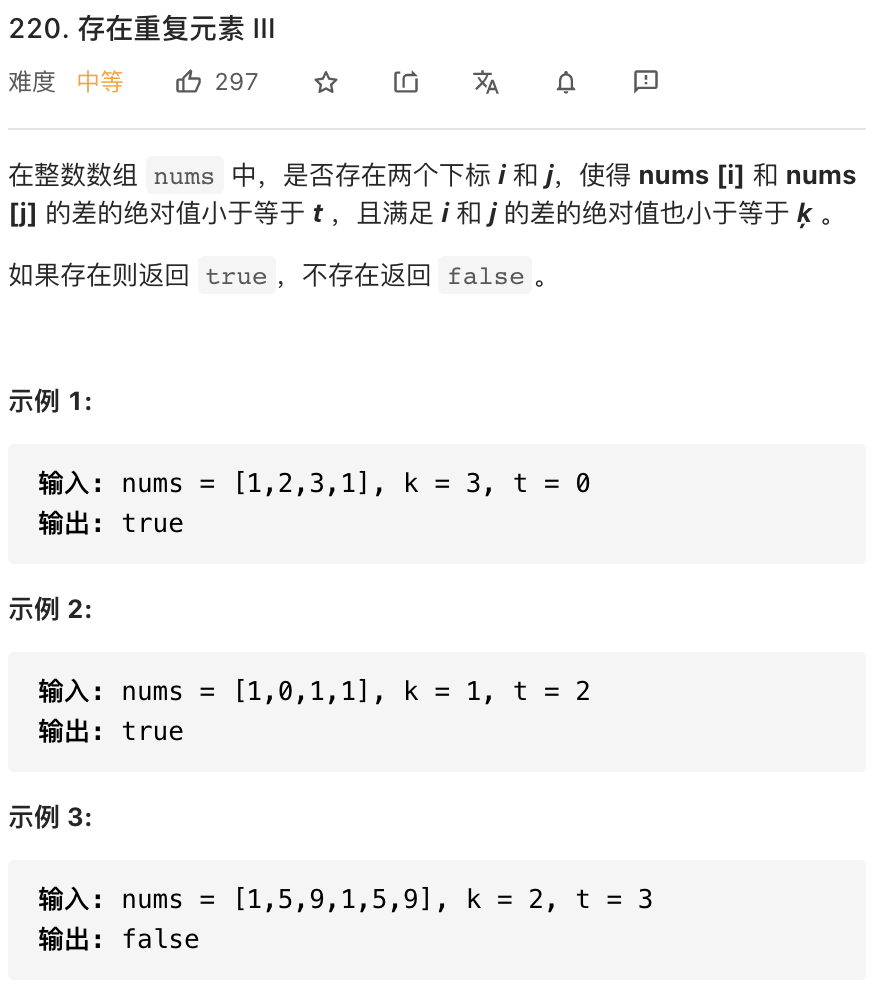 220. 存在重复元素 III
难度 中等 297
在整数数组 nums 中，是否存在两个下标 i 和 j，使得 nums [i] 和 nums
[j] 的差的绝对值小于等于 t ，且满足 i 和 j 的差的绝对值也小于等于 ķ 。
如果存在则返回 true，不存在返回 false。
示例 1:
输入: nums = [1,2,3,1], k = 3, t = 0
输出: true
示例 2:
输入: nums = [1,0,1,1], k = 1, t = 2
输出: true
示例 3:
输入: nums = [1,5,9,1,5,9], k = 2, t = 3
输出: false